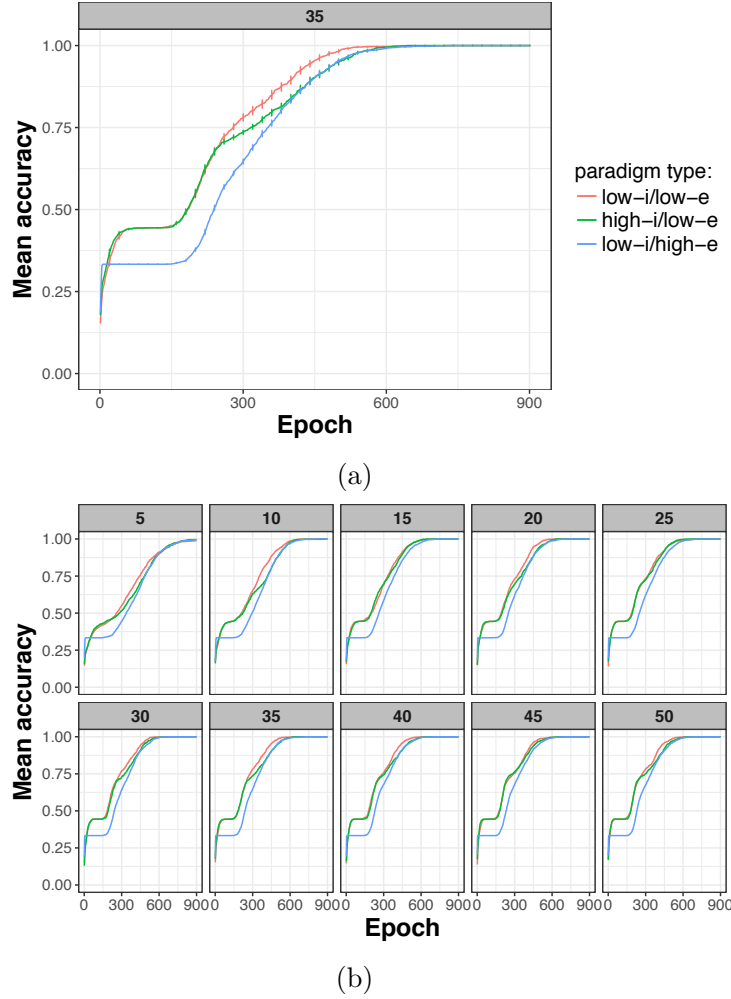 35
1.00
0.75
0.50
0.25
0.00
Mean accuracy
0 300 600 900
Epoch
paradigm type:
low-i/low-e
high-i/low-e
low-i/high-e
(a)
5 10 15 20 25
1.00
0.75
0.50
0.25
0.00
30 35 40 45 50
1.00
0.75
0.50
0.25
0.00
Mean accuracy
0 300 600 900 0 300 600 900 0 300 600 900 0 300 600 900 0 300 600 900
Epoch
(b)